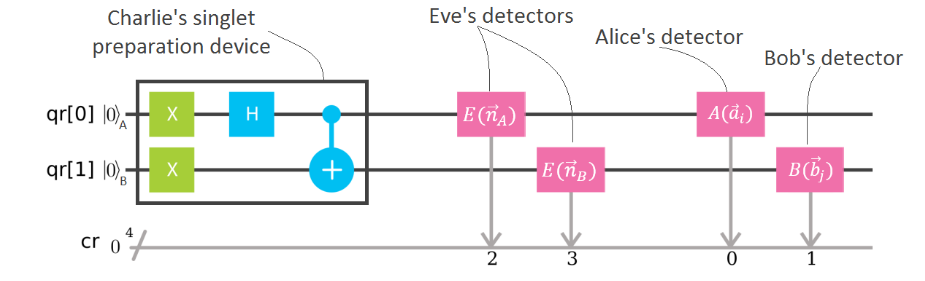 Charlie's singlet
preparation device
Eve's detectors
Alice's detector
Bob's detector
qr[0] |0⟩A X H E(n⃗A) A(a⃗i)
qr[1] |0⟩B X + E(n⃗B) B(b⃗j)
cr 0 4
2 3 0 1